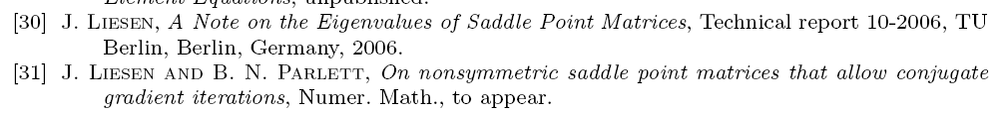 Element Equations, unpublished.
[30] J. Liesen, A Note on the Eigenvalues of Saddle Point Matrices, Technical report 10-2006, TU
Berlin, Berlin, Germany, 2006.
[31] J. Liesen and B. N. Parlett, On nonsymmetric saddle point matrices that allow conjugate
gradient iterations, Numer. Math., to appear.